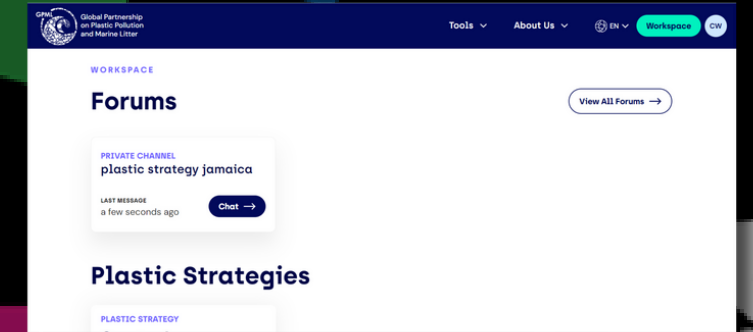 GPML
Global Partnership
on Plastic Pollution
and Marine Litter
Tools
About Us
EN
Workspace
CW
WORKSPACE
Forums
View All Forums →
PRIVATE CHANNEL
plastic strategy jamaica
LAST MESSAGE
a few seconds ago
Chat →
Plastic Strategies
PLASTIC STRATEGY